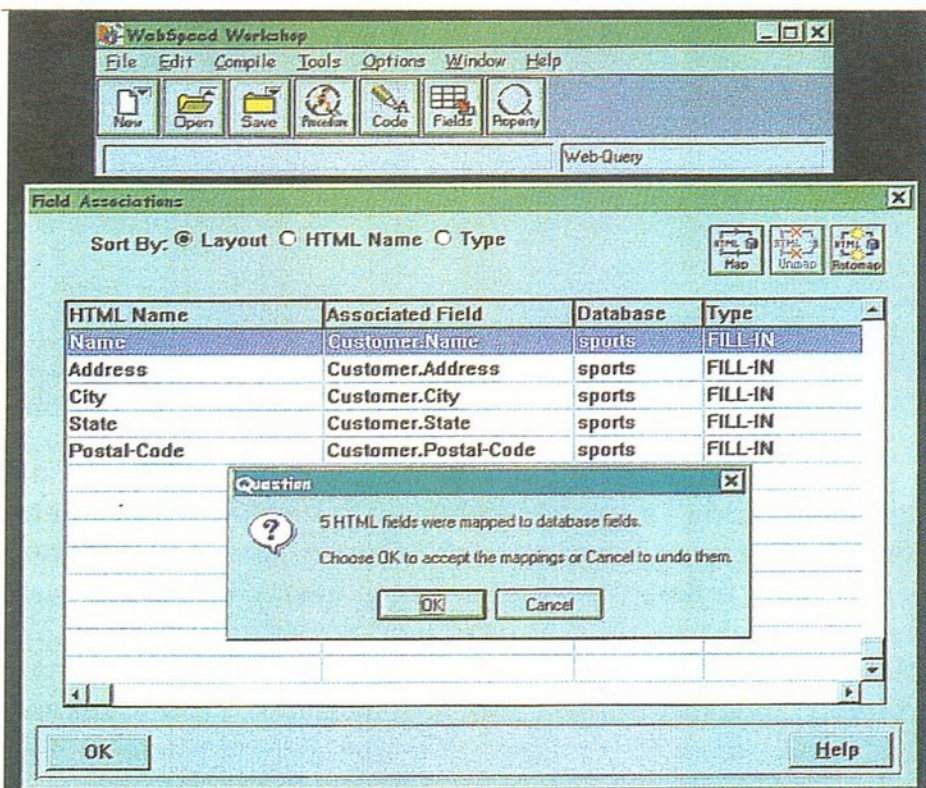 WebSpeed Workshop
File Edit Compile Tools Options Window Help
New Open Save Procedure Code Fields Property
Web-Query
Field Associations
Sort By: Layout HTML Name Type
Map Unmap Automap
HTML Name Associated Field Database Type
Name Customer.Name sports FILL-IN
Address Customer.Address sports FILL-IN
City Customer.City sports FILL-IN
State Customer.State sports FILL-IN
Postal-Code Customer.Postal-Code sports FILL-IN
Question
?
5 HTML fields were mapped to database fields.
Choose OK to accept the mappings or Cancel to undo them.
OK Cancel
OK Help